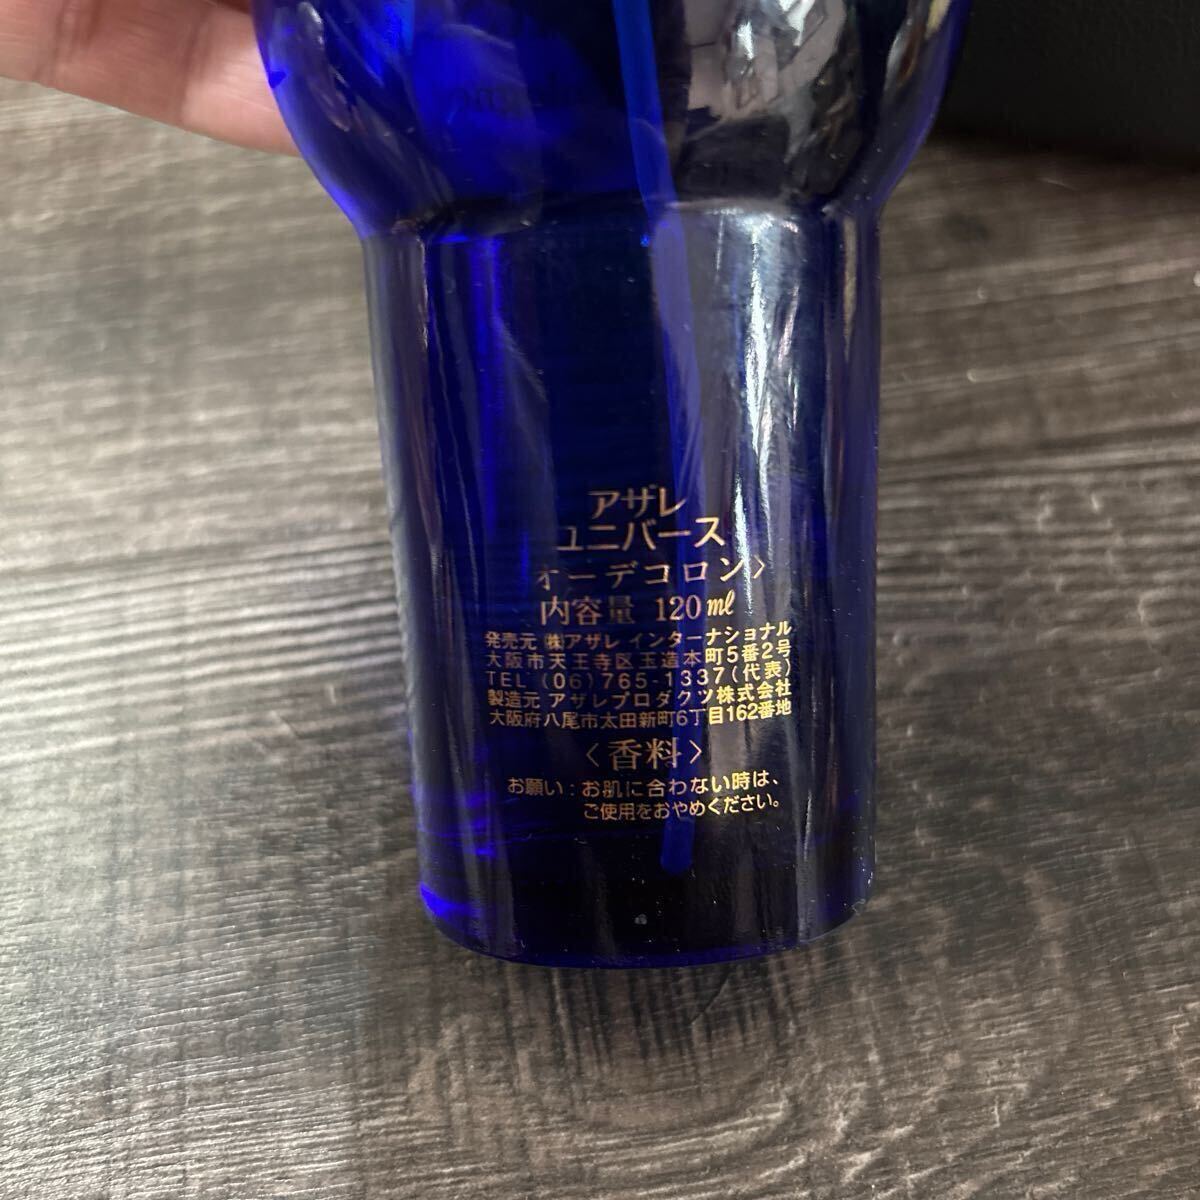 アザレ
ユニバース
オーデコロン〉
内容量 120㎖
発売元 ㈱アザレ インターナショナル
大阪市天王寺区玉造本町5番2号
TEL (06)765-1337(代表)
製造元 アザレプロダクツ株式会社
大阪府八尾市太田新町6丁目162番地
〈香料〉
お願い：お肌に合わない時は、
ご使用をおやめください。